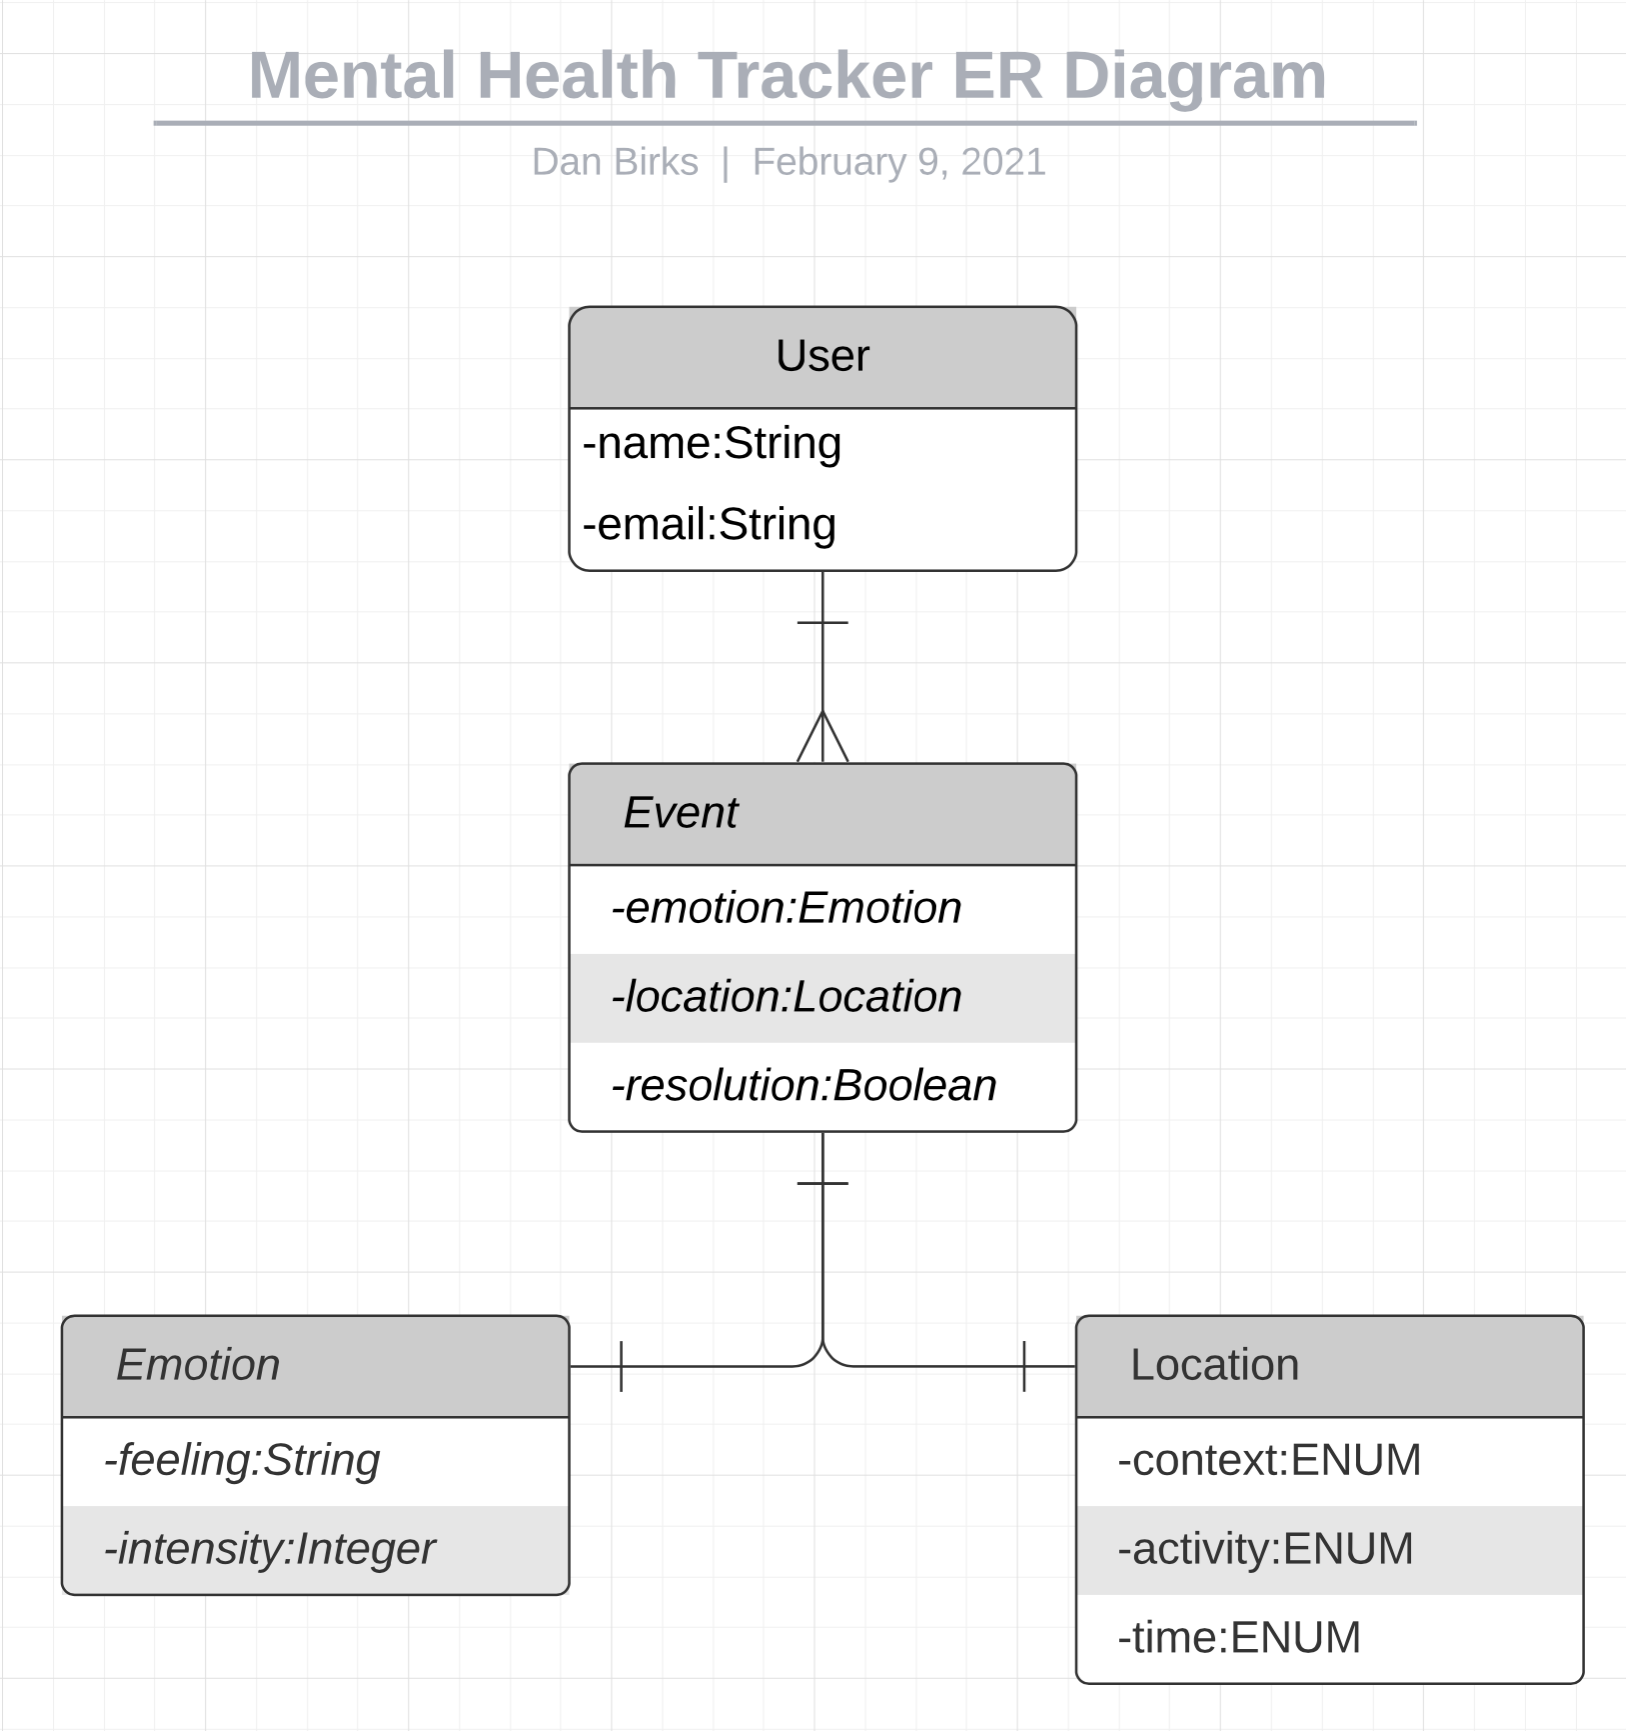 Mental Health Tracker ER Diagram
Dan Birks | February 9, 2021
User
-name:String
-email:String
Event
-emotion:Emotion
-location:Location
-resolution:Boolean
Emotion
-feeling:String
-intensity:Integer
Location
-context:ENUM
-activity:ENUM
-time:ENUM